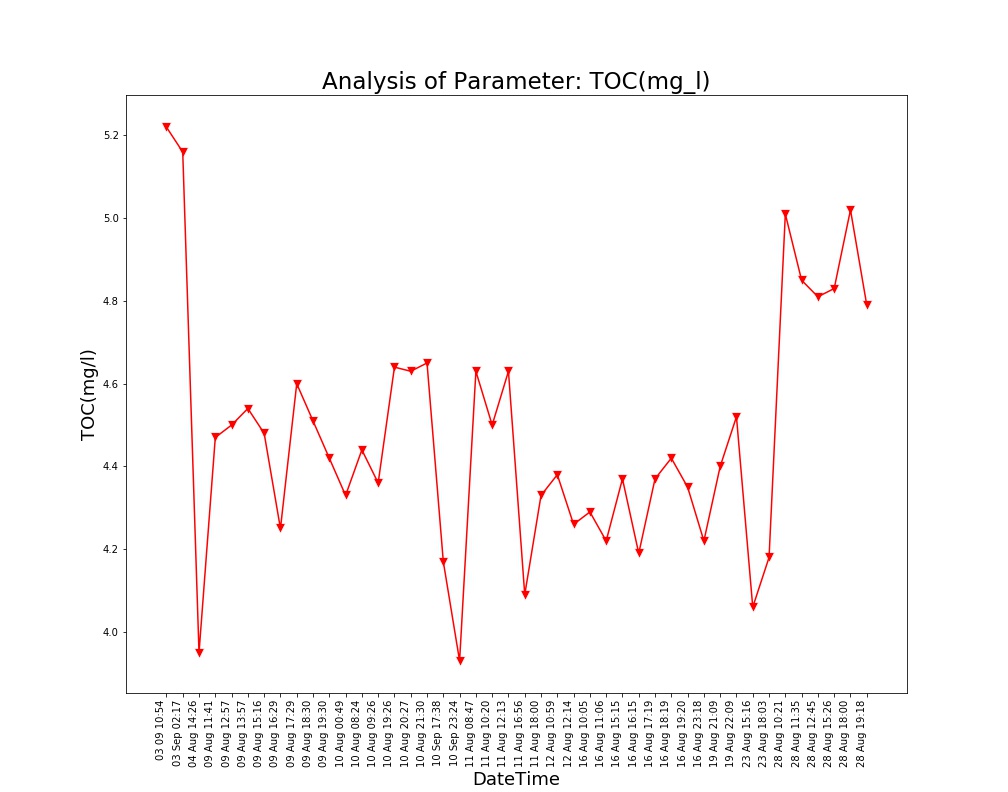 Analysis of Parameter: TOC(mg_l)
TOC(mg/l)
5.2
5.0
4.8
4.6
4.4
4.2
4.0
03 09 10:54
03 Sep 02:17
04 Aug 14:26
09 Aug 11:41
09 Aug 12:57
09 Aug 13:57
09 Aug 15:16
09 Aug 16:29
09 Aug 17:29
09 Aug 18:30
09 Aug 19:30
10 Aug 00:49
10 Aug 08:24
10 Aug 09:26
10 Aug 19:26
10 Aug 20:27
10 Aug 21:30
10 Sep 17:38
10 Sep 23:24
11 Aug 08:47
11 Aug 10:20
11 Aug 12:13
11 Aug 16:56
11 Aug 18:00
12 Aug 10:59
12 Aug 12:14
16 Aug 10:05
16 Aug 11:06
16 Aug 15:15
16 Aug 16:15
16 Aug 17:19
16 Aug 18:19
16 Aug 19:20
16 Aug 23:18
19 Aug 21:09
19 Aug 22:09
23 Aug 15:16
23 Aug 18:03
28 Aug 10:21
28 Aug 11:35
28 Aug 12:45
28 Aug 15:26
28 Aug 18:00
28 Aug 19:18
DateTime